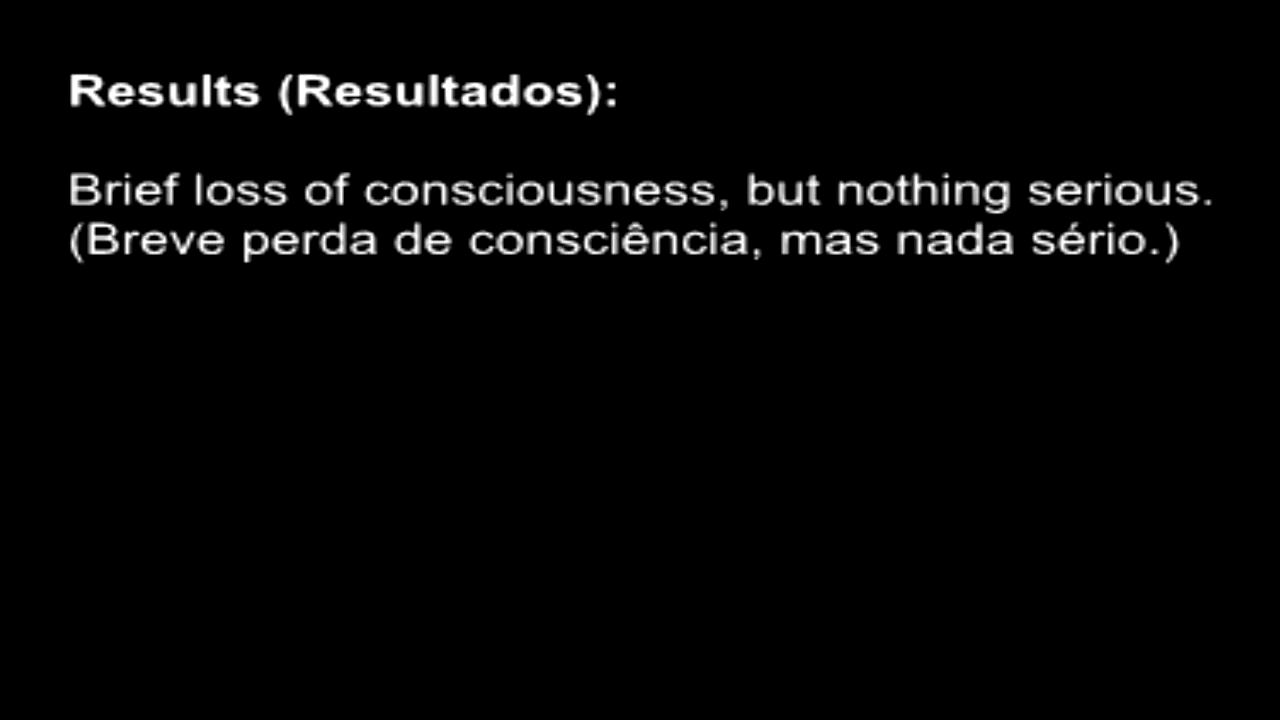 Results (Resultados):
Brief loss of consciousness, but nothing serious.
(Breve perda de consciência, mas nada sério.)